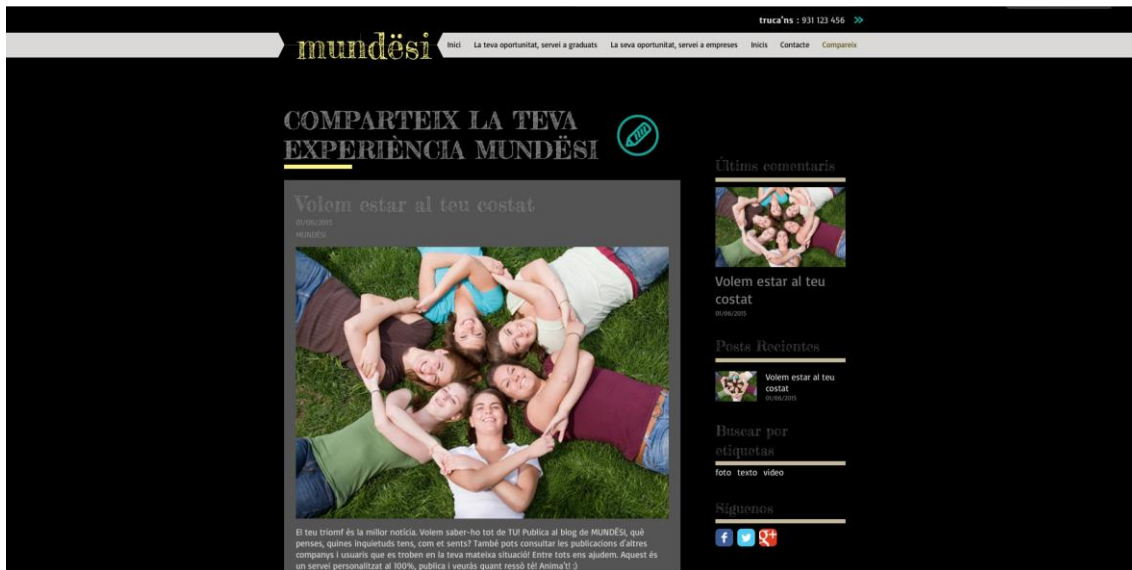 truca'ns : 931 123 456
mundësi
Inici La teva oportunitat, servei a graduats La seva oportunitat, servei a empreses Inicis Contacte Compareix
COMPARTEIX LA TEVA
EXPERIÈNCIA MUNDËSI
Volem estar al teu costat
01/06/2015
MUNDËSI
El teu triomf és la millor notícia. Volem saber-ho tot de TU! Publica al blog de MUNDËSI, què
penses, quines inquietuds tens, com et sents? També pots consultar les publicacions d'altres
companys i usuaris que es troben en la teva mateixa situació! Entre tots ens ajudem. Aquest és
un servei personalitzat al 100%, publica i veuràs quant ressò té! Anima't! :)
Últims comentaris
Volem estar al teu
costat
01/06/2015
Posts Recientes
Volem estar al teu
costat
01/06/2015
Buscar por
etiquetas
foto texto video
Síguenos